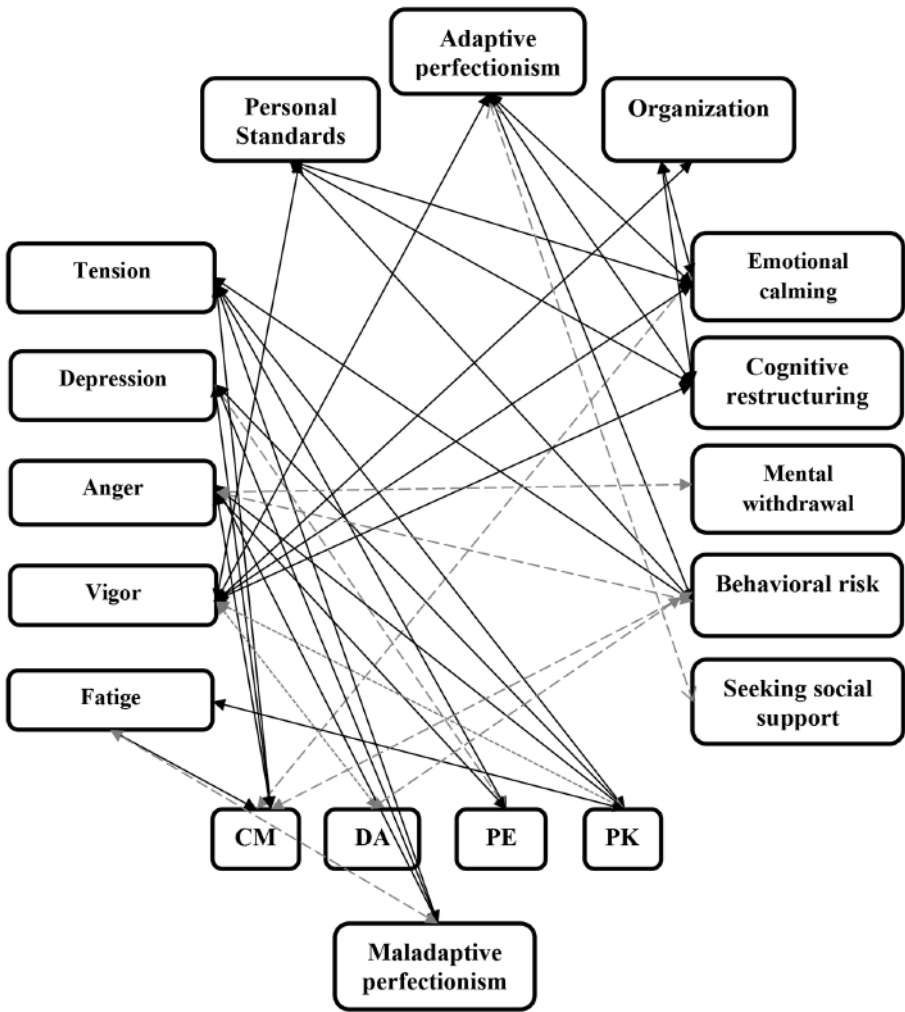 Adaptive
perfectionism
Personal
Standards
Organization
Tension
Emotional
calming
Depression
Cognitive
restructuring
Anger
Mental
withdrawal
Vigor
Behavioral risk
Fatige
Seeking social
support
CM
DA
PE
PK
Maladaptive
perfectionism